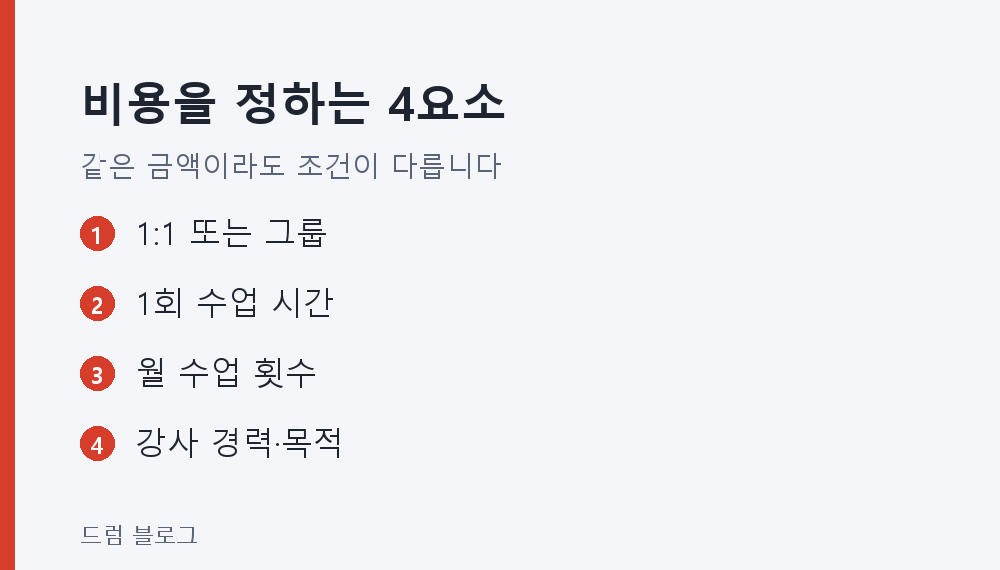 비용을 정하는 4요소
같은 금액이라도 조건이 다릅니다
1 1:1 또는 그룹
2 1회 수업 시간
3 월 수업 횟수
4 강사 경력·목적
드럼 블로그